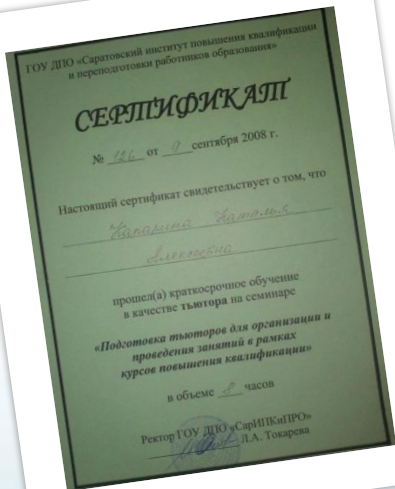 ГОУ ДПО «Саратовский институт повышения квалификации
и переподготовки работников образования»
СЕРТИФИКАТ
№ 126 от 9 сентября 2008 г.
Настоящий сертификат свидетельствует о том, что
Наталья
Алексеевна
прошел(а) краткосрочное обучение
в качестве тьютора на семинаре
«Подготовка тьюторов для организации и
проведения занятий в рамках
курсов повышения квалификации»
в объеме 8 часов
Ректор ГОУ ДПО «СарИПКиПРО»
Л.А. Токарева